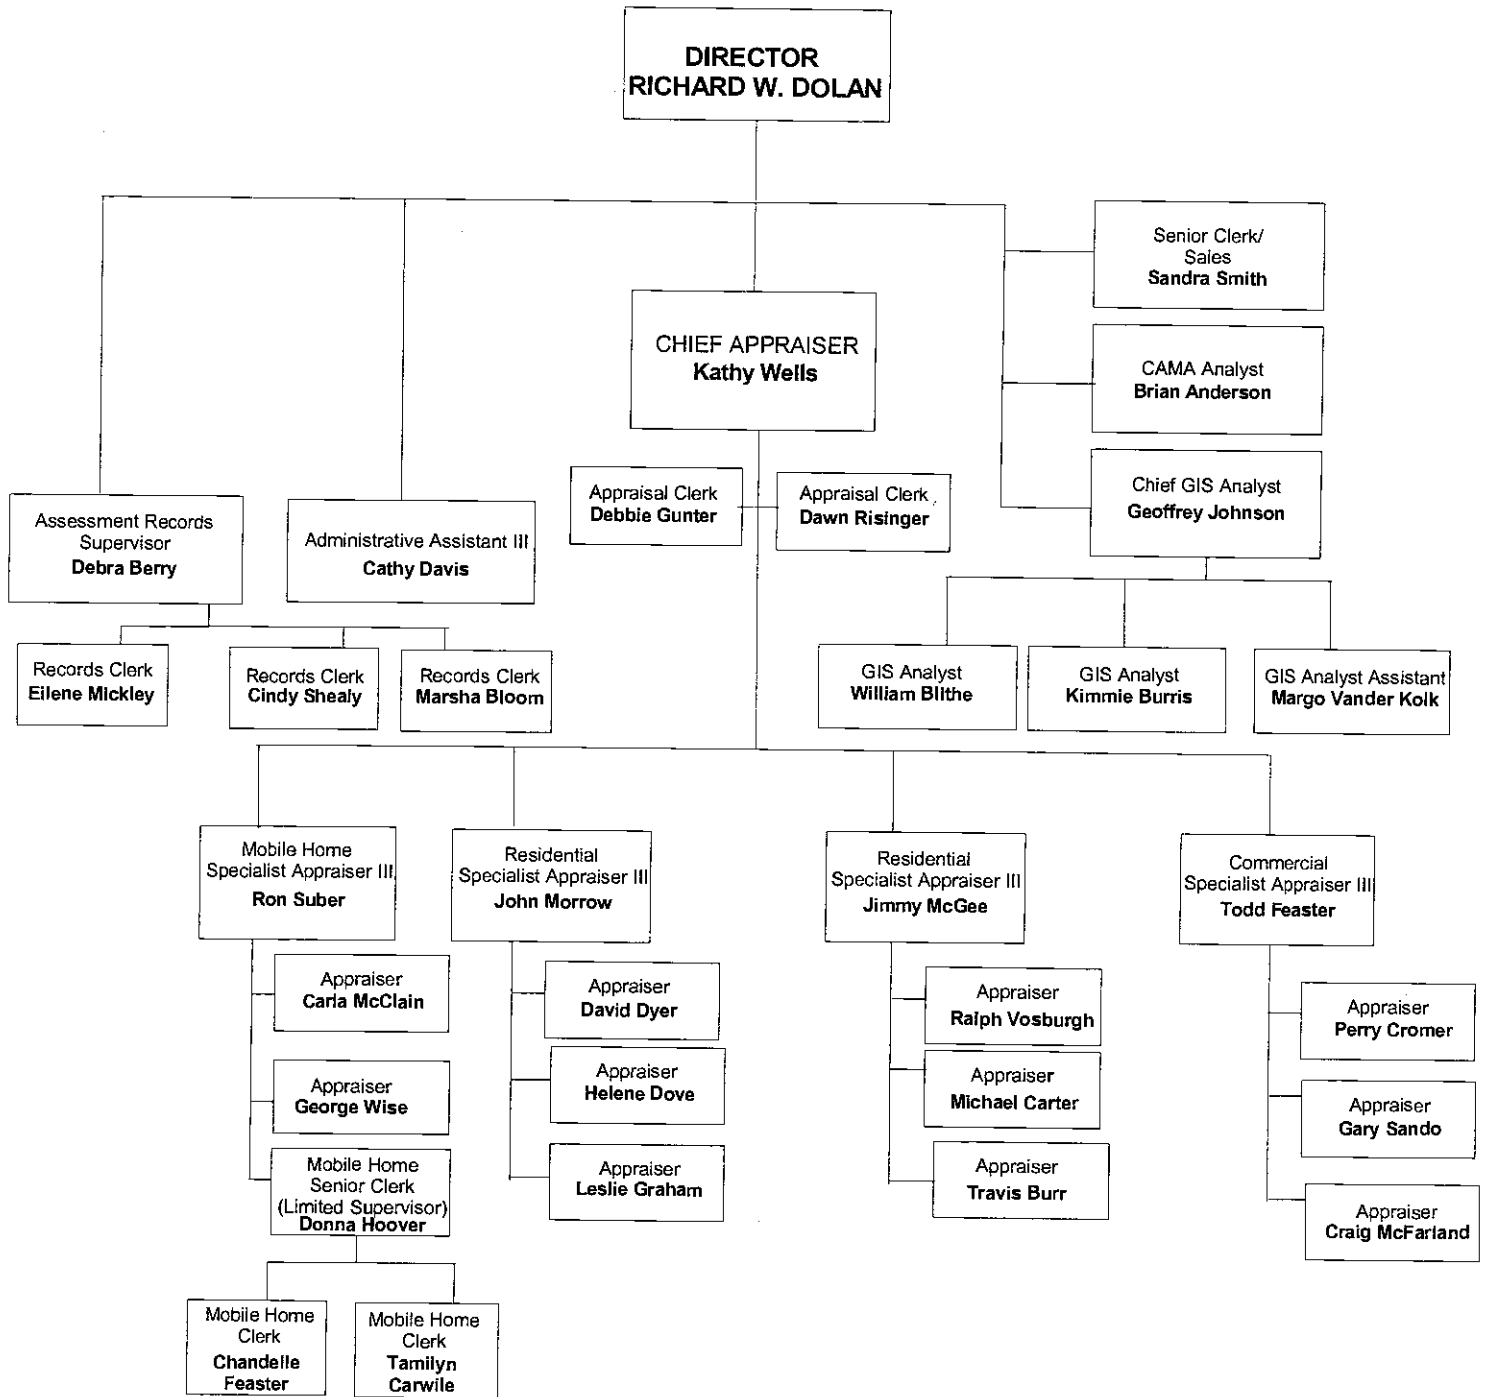 DIRECTOR
RICHARD W. DOLAN
Senior Clerk/
Sales
Sandra Smith
CHIEF APPRAISER
Kathy Wells
CAMA Analyst
Brian Anderson
Appraisal Clerk
Debbie Gunter
Appraisal Clerk
Dawn Risinger
Chief GIS Analyst
Geoffrey Johnson
Assessment Records
Supervisor
Debra Berry
Administrative Assistant III
Cathy Davis
Records Clerk
Eilene Mickley
Records Clerk
Cindy Shealy
Records Clerk
Marsha Bloom
GIS Analyst
William Blithe
GIS Analyst
Kimmie Burris
GIS Analyst Assistant
Margo Vander Kolk
Mobile Home
Specialist Appraiser III
Ron Suber
Residential
Specialist Appraiser III
John Morrow
Residential
Specialist Appraiser III
Jimmy McGee
Commercial
Specialist Appraiser III
Todd Feaster
Appraiser
Carla McClain
Appraiser
George Wise
Mobile Home
Senior Clerk
(Limited Supervisor)
Donna Hoover
Mobile Home
Clerk
Chandelle
Feaster
Mobile Home
Clerk
Tamilyn
Carwile
Appraiser
David Dyer
Appraiser
Helene Dove
Appraiser
Leslie Graham
Appraiser
Ralph Vosburgh
Appraiser
Michael Carter
Appraiser
Travis Burr
Appraiser
Perry Cromer
Appraiser
Gary Sando
Appraiser
Craig McFarland